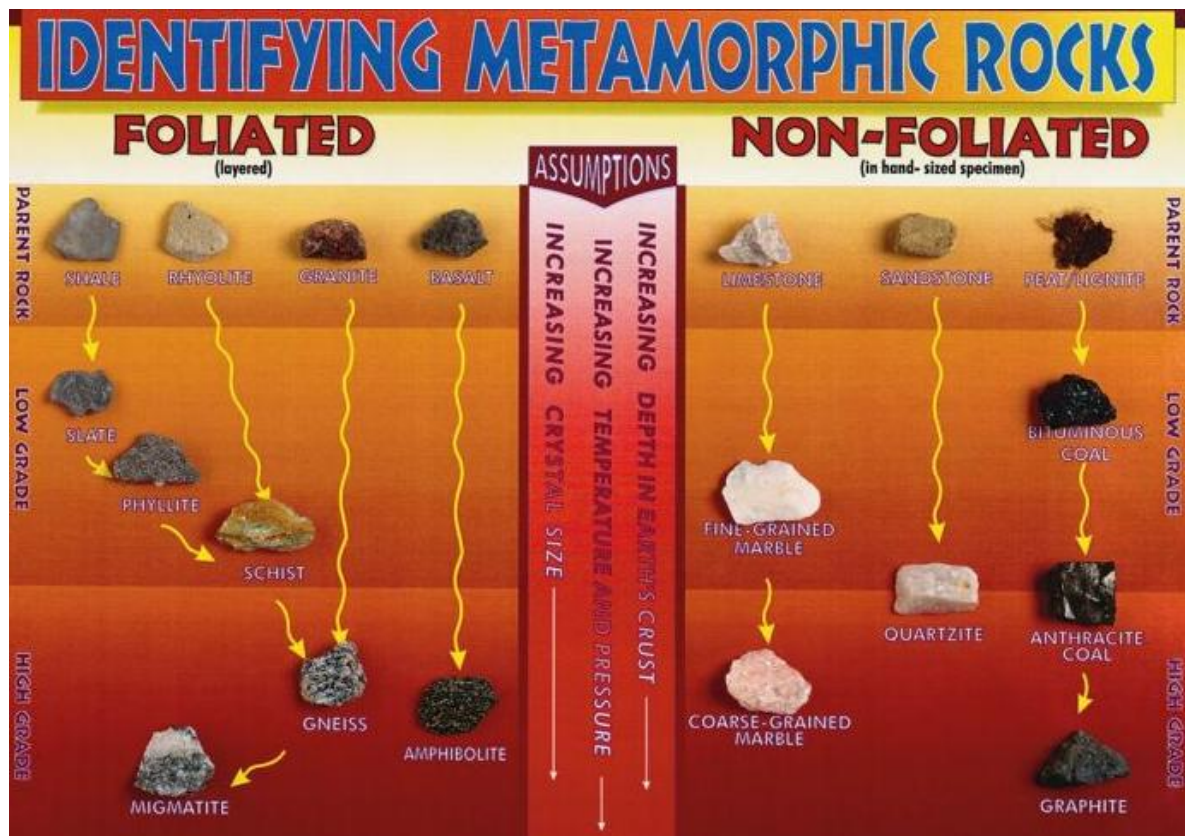 IDENTIFYING METAMORPHIC ROCKS
FOLIATED
(layered)
NON-FOLIATED
(in hand- sized specimen)
ASSUMPTIONS
INCREASING CRYSTAL SIZE
INCREASING TEMPERATURE AND PRESSURE
INCREASING DEPTH IN EARTH'S CRUST
PARENT ROCK
LOW GRADE
HIGH GRADE
SHALE
RHYOLITE
GRANITE
BASALT
SLATE
PHYLLITE
SCHIST
GNEISS
AMPHIBOLITE
MIGMATITE
LIMESTONE
SANDSTONE
PEAT/LIGNITE
BITUMINOUS
COAL
FINE-GRAINED
MARBLE
QUARTZITE
ANTHRACITE
COAL
COARSE-GRAINED
MARBLE
GRAPHITE
PARENT ROCK
LOW GRADE
HIGH GRADE